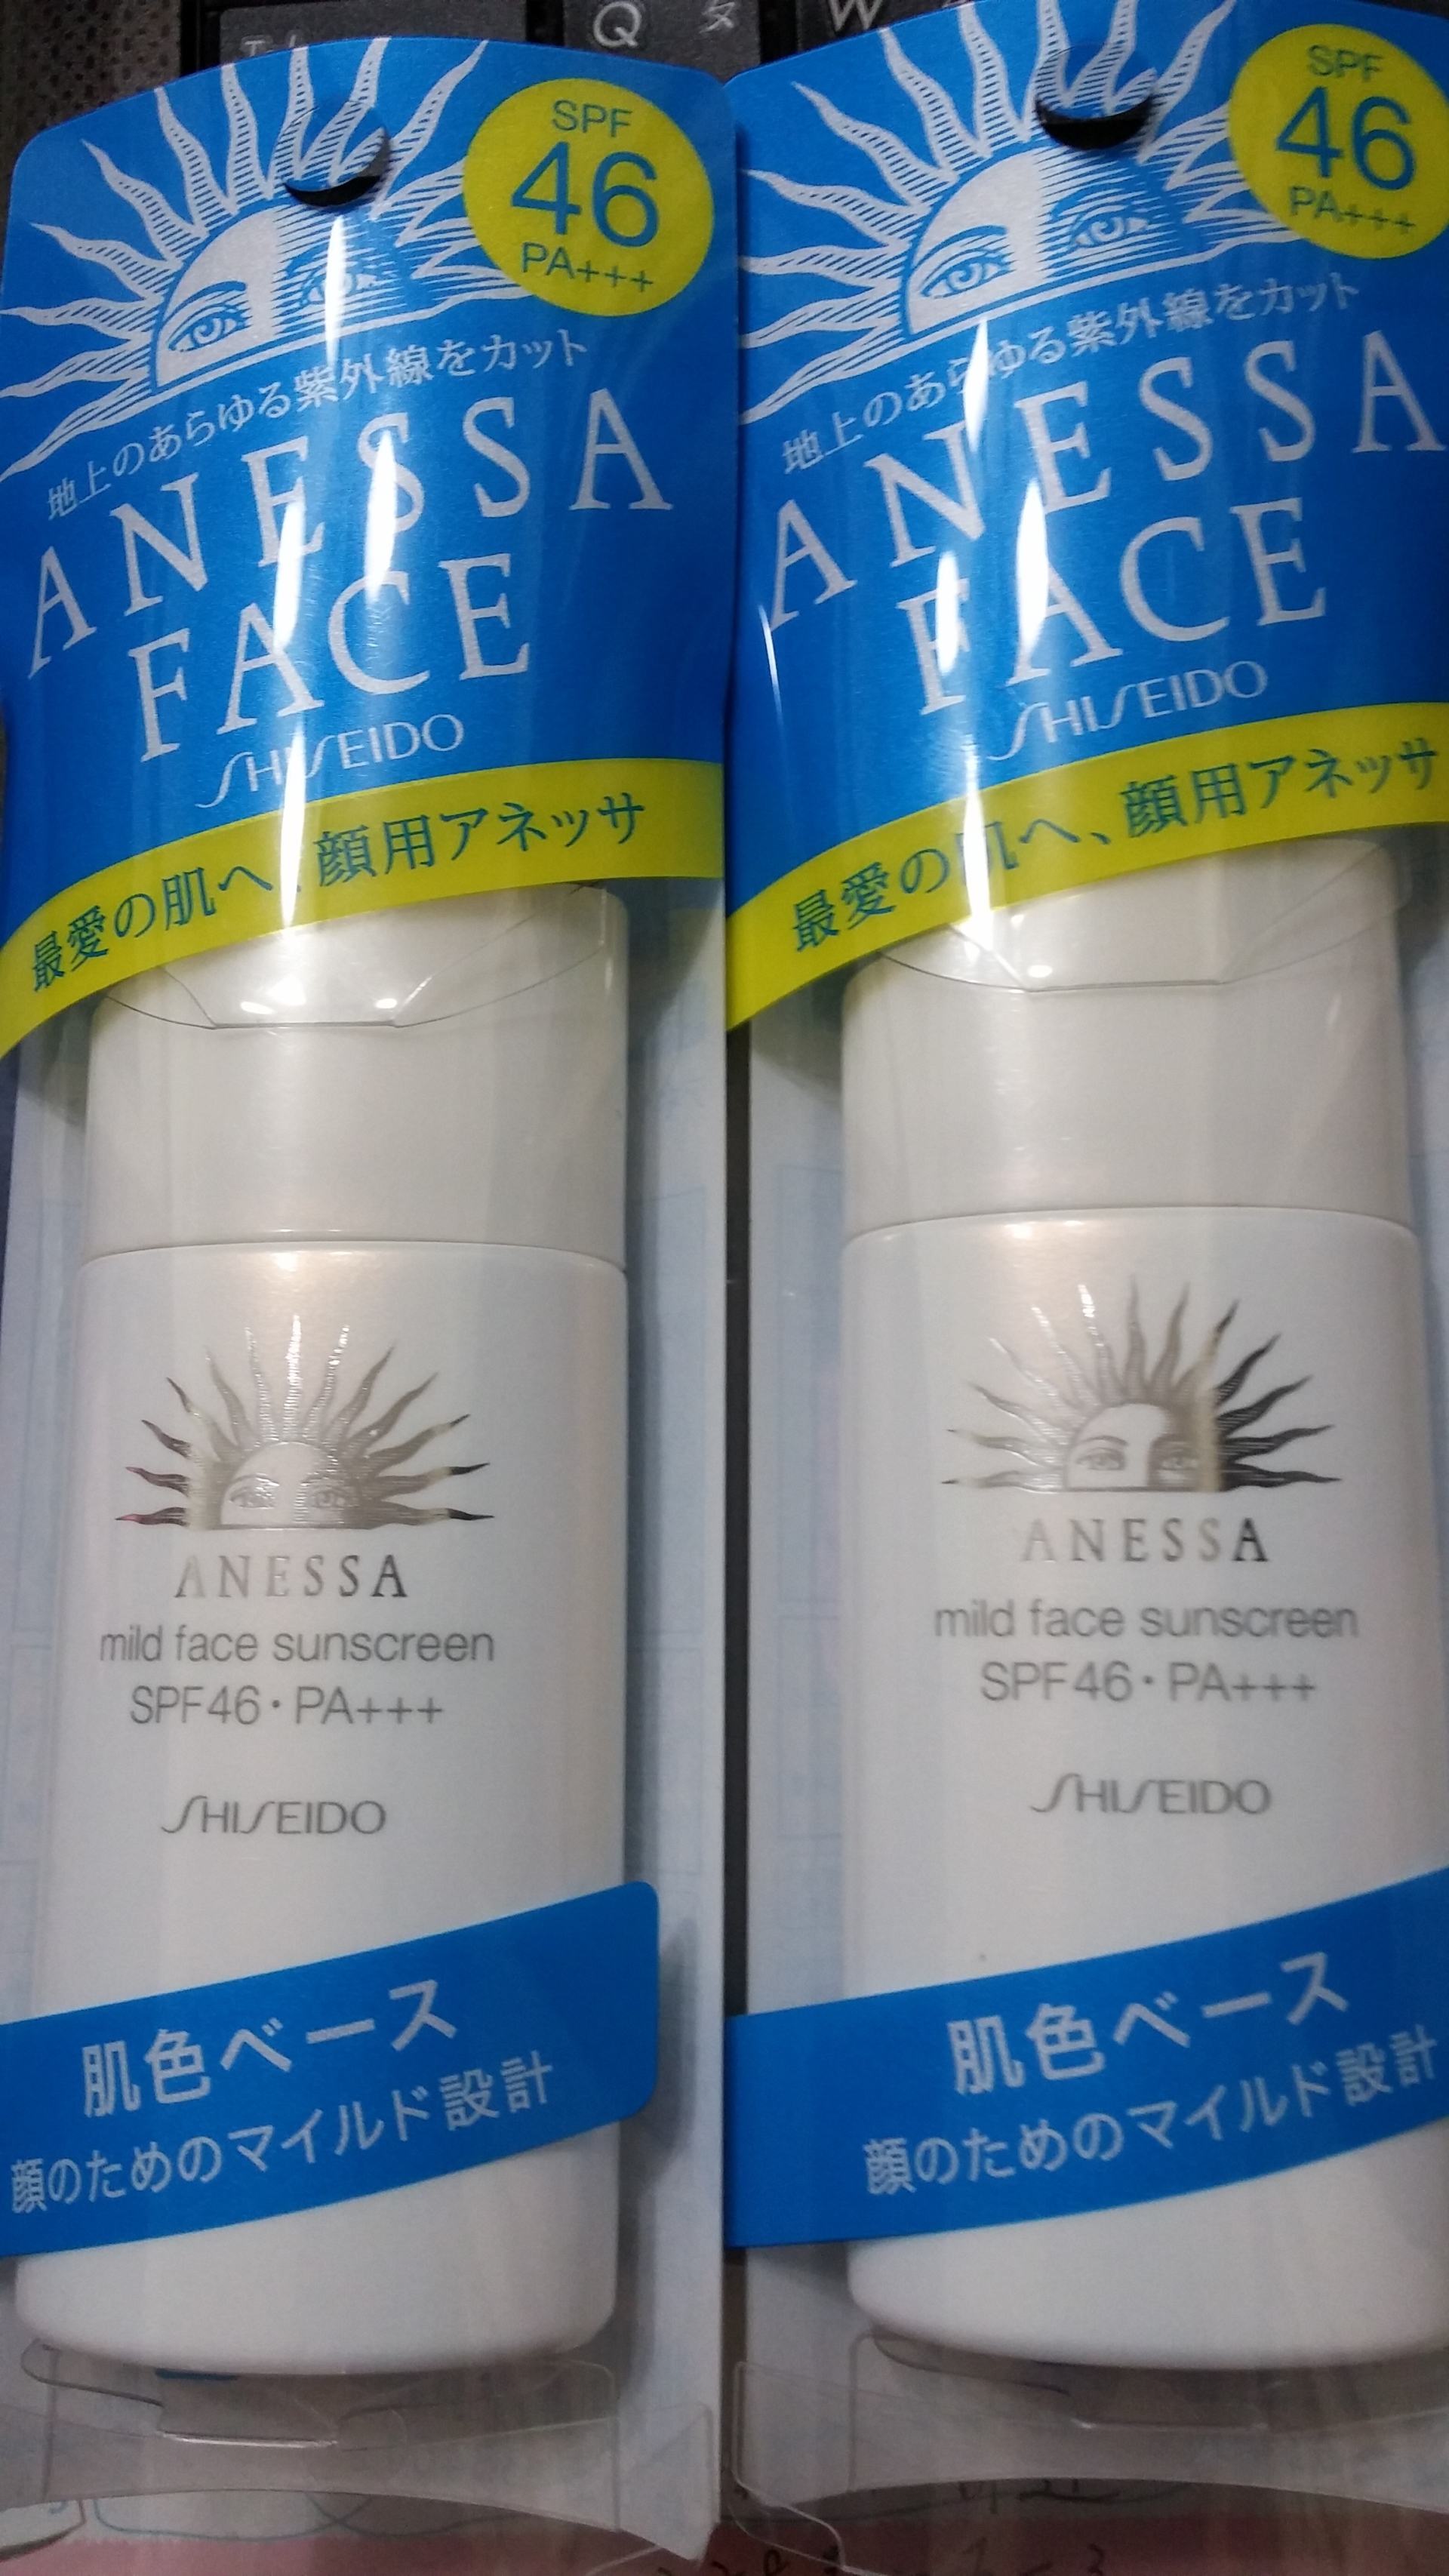 Q
W
SPF
46
PA+++
地上のあらゆる紫外線をカット
ANESSA
FACE
SHISEIDO
最愛の肌へ、顔用アネッサ
ANESSA
mild face sunscreen
SPF46・PA+++
SHISEIDO
肌色ベース
顔のためのマイルド設計
SPF
46
PA+++
地上のあらゆる紫外線をカット
ANESSA
FACE
SHISEIDO
最愛の肌へ、顔用アネッサ
ANESSA
mild face sunscreen
SPF46・PA+++
SHISEIDO
肌色ベース
顔のためのマイルド設計